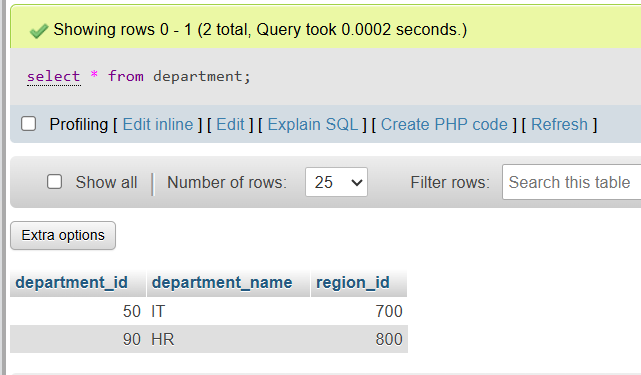 Showing rows 0 - 1 (2 total, Query took 0.0002 seconds.)
select * from department;
Profiling [ Edit inline ] [ Edit ] [ Explain SQL ] [ Create PHP code ] [ Refresh ]
Show all | Number of rows: 25 Filter rows: Search this table
Extra options
department_id department_name region_id
50 IT 700
90 HR 800